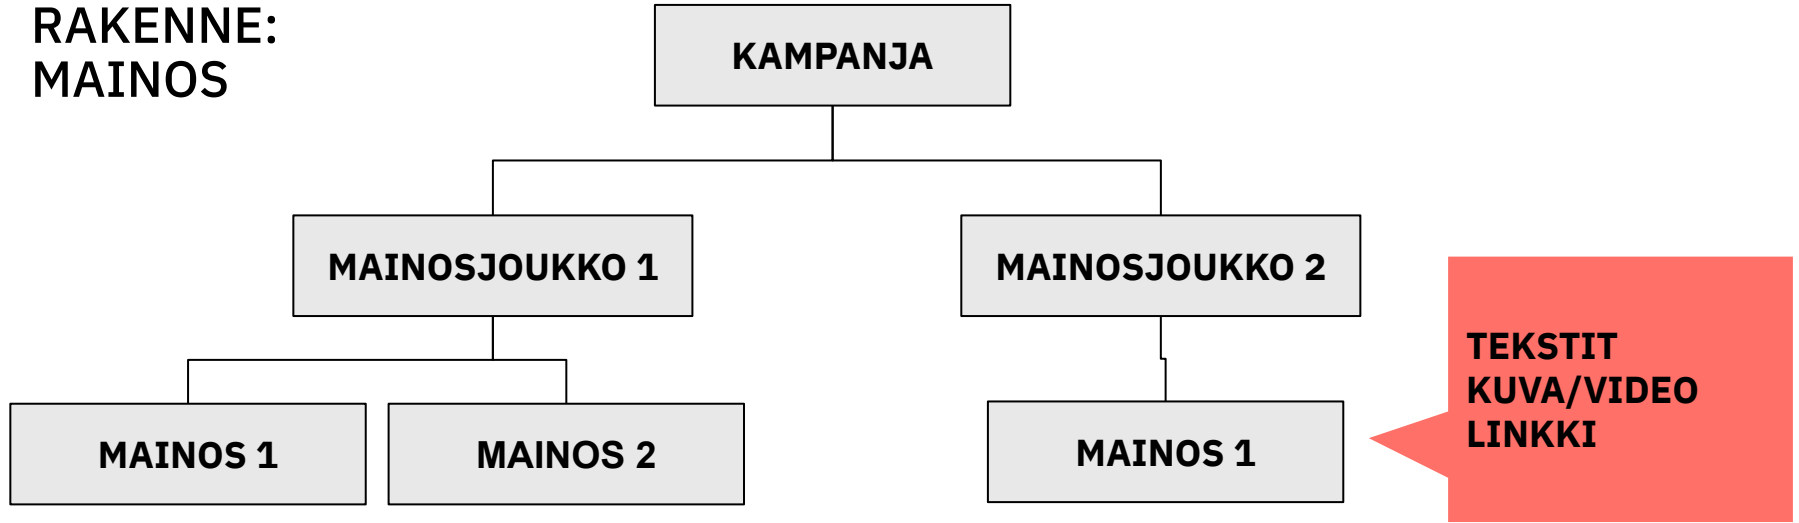 RAKENNE:
MAINOS
KAMPANJA
MAINOSJOUKKO 1
MAINOSJOUKKO 2
MAINOS 1
MAINOS 2
MAINOS 1
TEKSTIT
KUVA/VIDEO
LINKKI